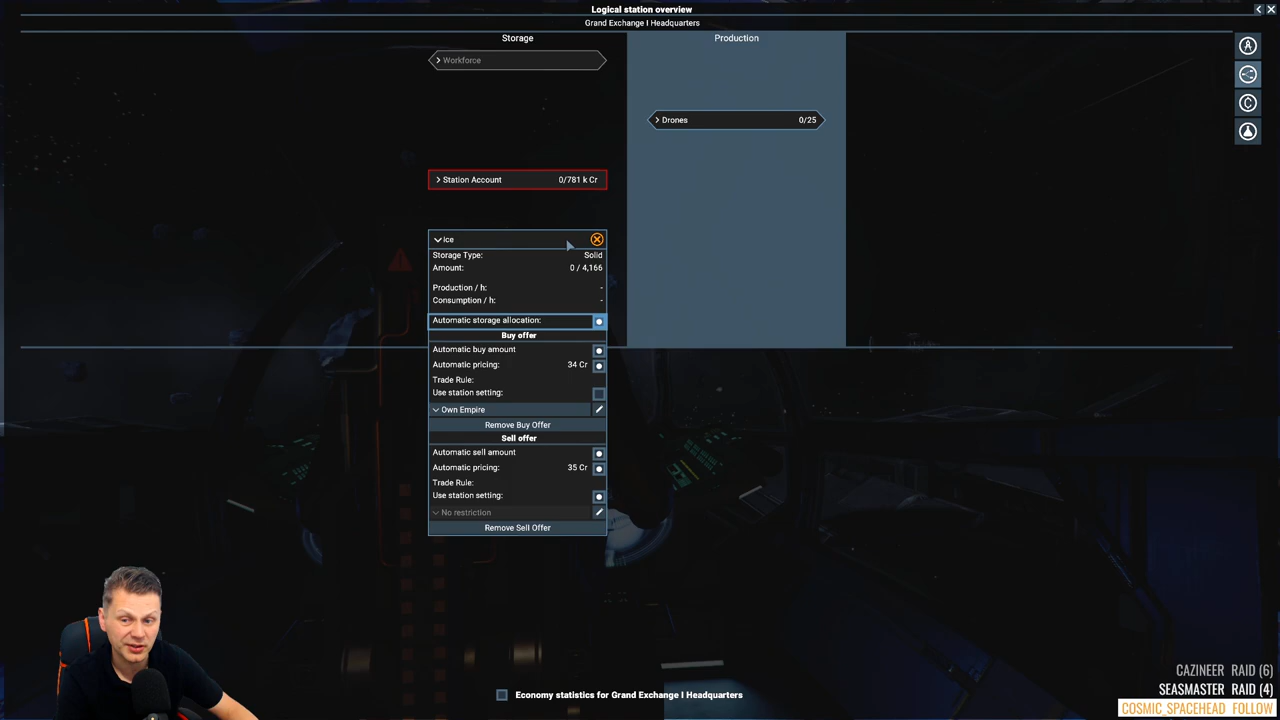 Logical station overview
Grand Exchange I Headquarters
Storage
Production
Workforce
Drones 0/25
Station Account 0/781 k Cr
Ice
Storage Type: Solid
Amount: 0 / 4,166
Production / h: -
Consumption / h: -
Automatic storage allocation:
Buy offer
Automatic buy amount
Automatic pricing: 34 Cr
Trade Rule:
Use station setting:
Own Empire
Remove Buy Offer
Sell offer
Automatic sell amount
Automatic pricing: 35 Cr
Trade Rule:
Use station setting:
No restriction
Remove Sell Offer
Economy statistics for Grand Exchange I Headquarters
CAZINEER RAID (6)
SEASMASTER RAID (4)
COSMIC_SPACEHEAD FOLLOW